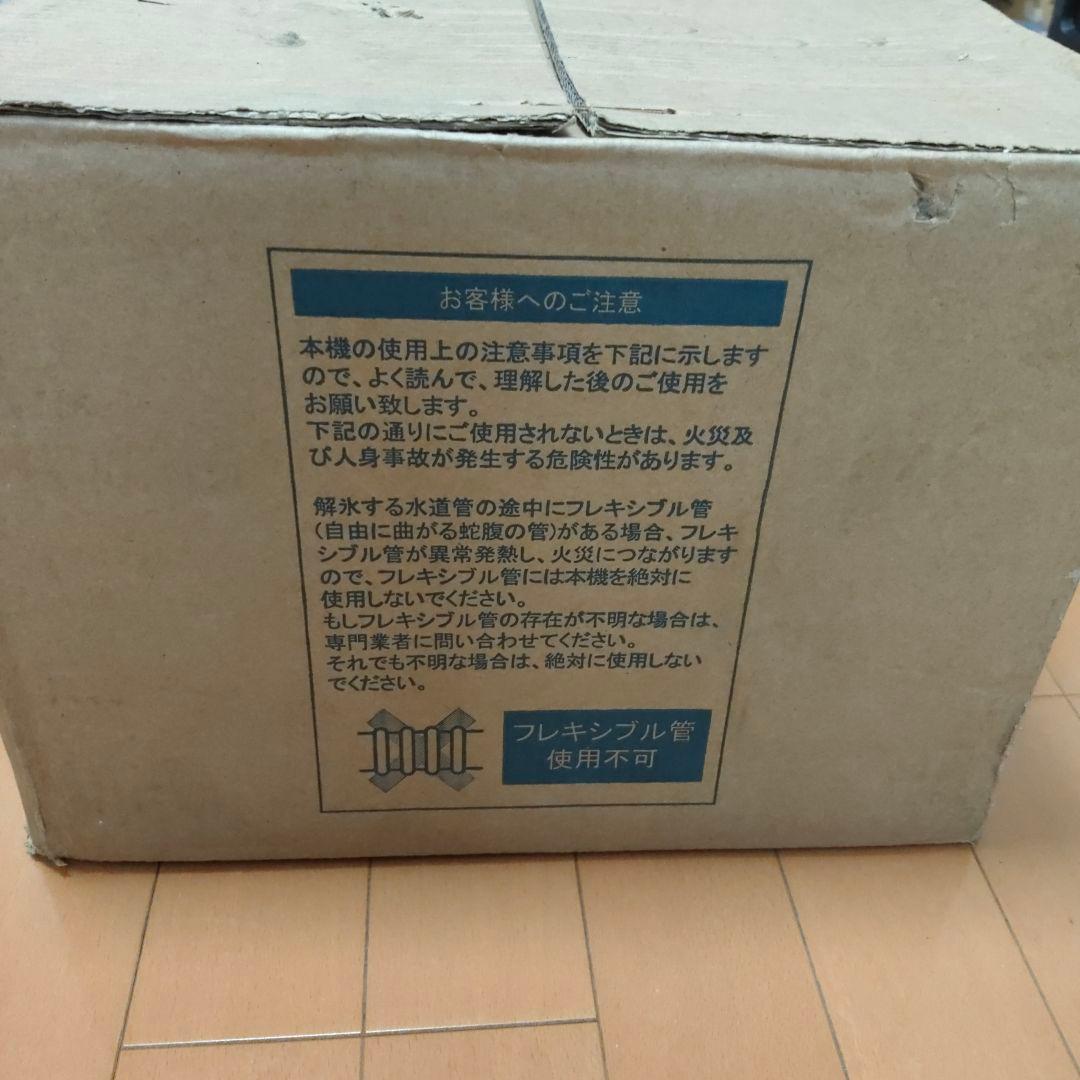 お客様へのご注意
本機の使用上の注意事項を下記に示します
ので、よく読んで、理解した後のご使用を
お願い致します。
下記の通りにご使用されないときは、火災及
び人身事故が発生する危険性があります。
解氷する水道管の途中にフレキシブル管
(自由に曲がる蛇腹の管)がある場合、フレキ
シブル管が異常発熱し、火災につながります
ので、フレキシブル管には本機を絶対に
使用しないでください。
もしフレキシブル管の存在が不明な場合は、
専門業者に問い合わせてください。
それでも不明な場合は、絶対に使用しない
でください。
フレキシブル管
使用不可